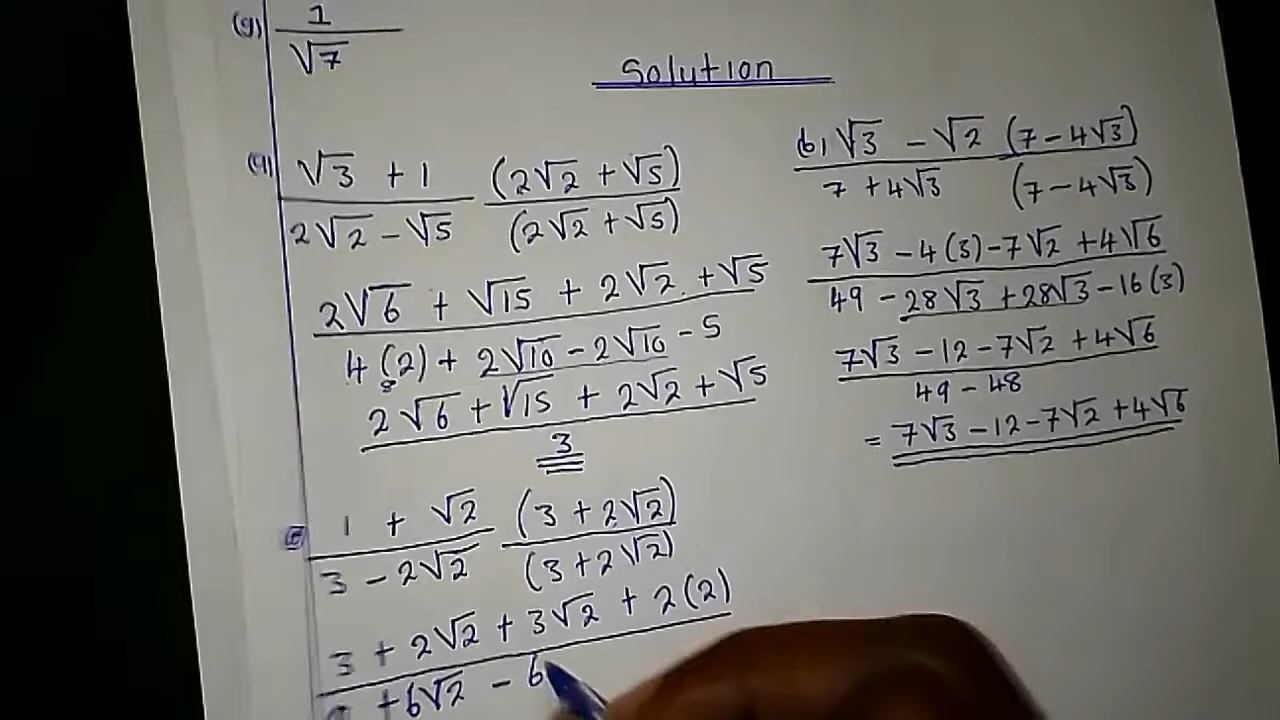 (g) 1
√7
Solution
(a) √3 + 1 (2√2 + √5)
2√2 - √5 (2√2 + √5)
2√6 + √15 + 2√2 + √5
4(2) + 2√10 - 2√10 - 5
8
2√6 + √15 + 2√2 + √5
3
(b) √3 - √2 (7 - 4√3)
7 + 4√3 (7 - 4√3)
7√3 - 4(3) - 7√2 + 4√6
49 - 28√3 + 28√3 - 16(3)
7√3 - 12 - 7√2 + 4√6
49 - 48
= 7√3 - 12 - 7√2 + 4√6
1 + √2 (3 + 2√2)
3 - 2√2 (3 + 2√2)
3 + 2√2 + 3√2 + 2(2)
+ 6√2 - 6